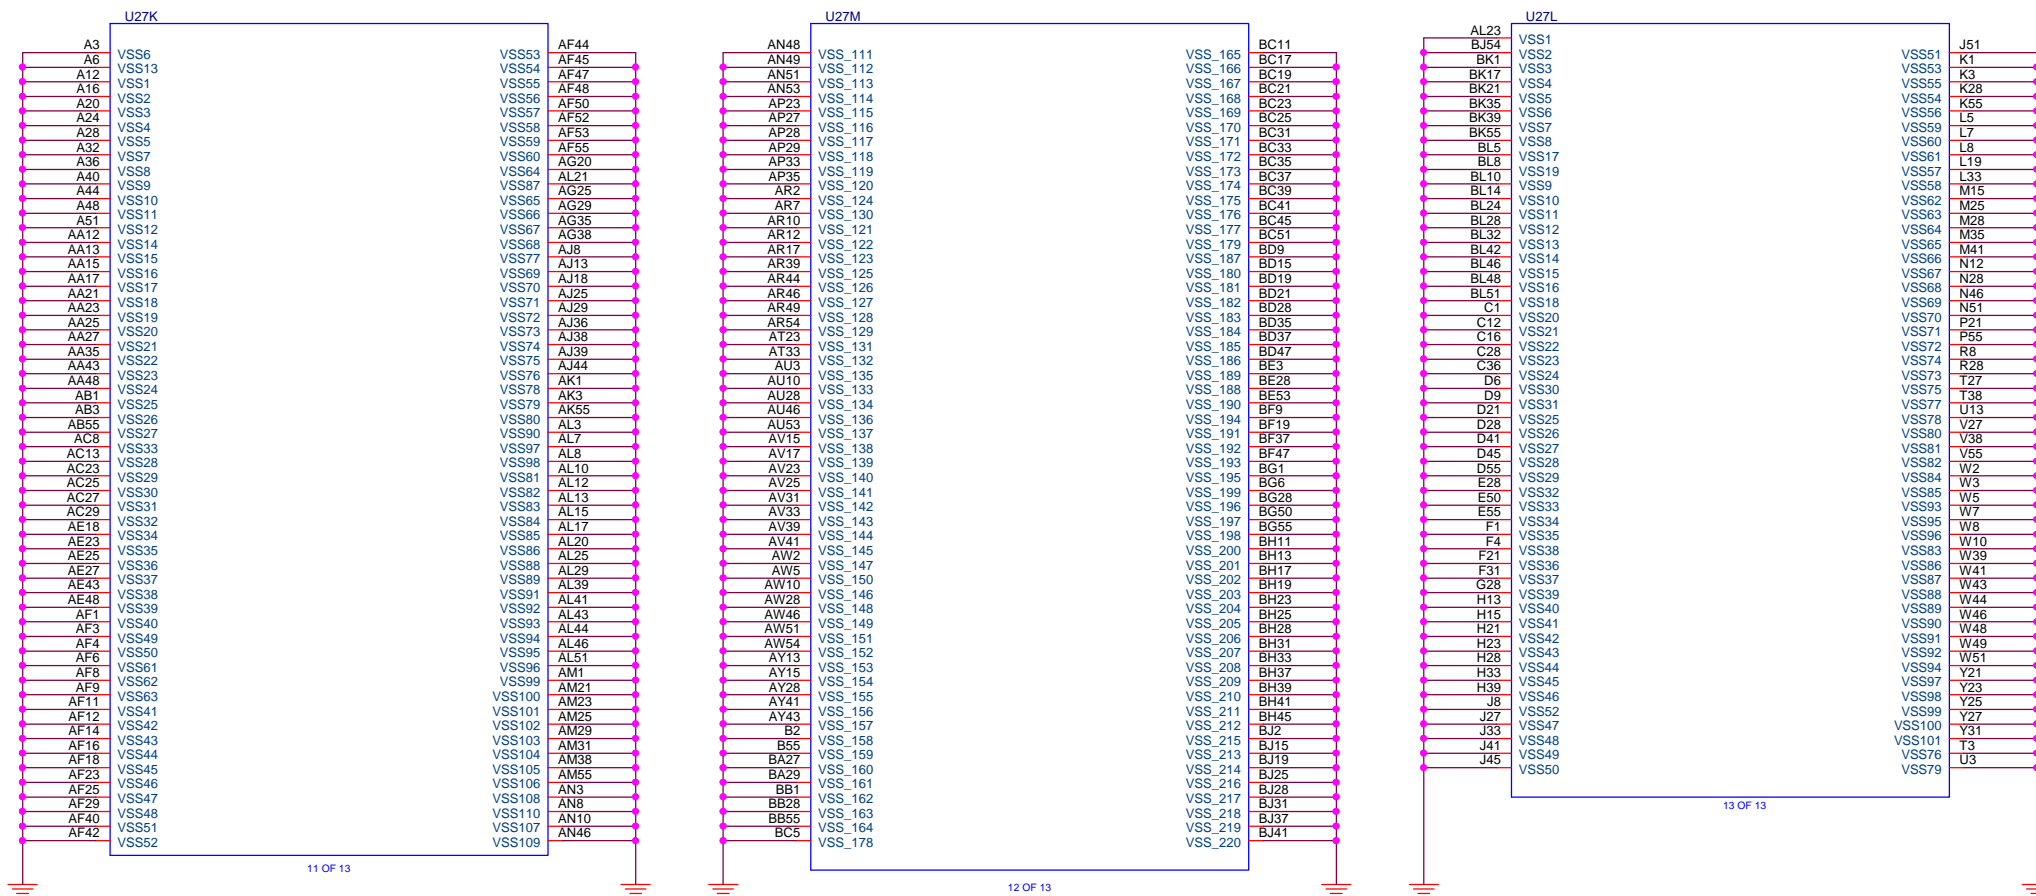 U27K
A3 VSS6 VSS53 AF44
A6 VSS13 VSS54 AF45
A12 VSS1 VSS55 AF47
A16 VSS2 VSS56 AF48
A20 VSS3 VSS57 AF50
A24 VSS4 VSS58 AF52
A28 VSS5 VSS59 AF53
A32 VSS7 VSS60 AF55
A36 VSS8 VSS64 AG20
A40 VSS9 VSS87 AL21
A44 VSS10 VSS65 AG25
A48 VSS11 VSS66 AG29
A51 VSS12 VSS67 AG35
AA12 VSS14 VSS68 AG38
AA13 VSS15 VSS77 AJ8
AA15 VSS16 VSS69 AJ13
AA17 VSS17 VSS70 AJ18
AA21 VSS18 VSS71 AJ25
AA23 VSS19 VSS72 AJ29
AA25 VSS20 VSS73 AJ36
AA27 VSS21 VSS74 AJ38
AA35 VSS22 VSS75 AJ39
AA43 VSS23 VSS76 AJ44
AA48 VSS24 VSS78 AK1
AB1 VSS25 VSS79 AK3
AB3 VSS26 VSS80 AK55
AB55 VSS27 VSS90 AL3
AC8 VSS33 VSS97 AL7
AC13 VSS28 VSS98 AL8
AC23 VSS29 VSS81 AL10
AC25 VSS30 VSS82 AL12
AC27 VSS31 VSS83 AL13
AC29 VSS32 VSS84 AL15
AE18 VSS34 VSS85 AL17
AE23 VSS35 VSS86 AL20
AE25 VSS36 VSS88 AL25
AE27 VSS37 VSS89 AL29
AE43 VSS38 VSS91 AL39
AE48 VSS39 VSS92 AL41
AF1 VSS40 VSS93 AL43
AF3 VSS49 VSS94 AL44
AF4 VSS50 VSS95 AL46
AF6 VSS61 VSS96 AL51
AF8 VSS62 VSS99 AM1
AF9 VSS63 VSS100 AM21
AF11 VSS41 VSS101 AM23
AF12 VSS42 VSS102 AM25
AF14 VSS43 VSS103 AM29
AF16 VSS44 VSS104 AM31
AF18 VSS45 VSS105 AM38
AF23 VSS46 VSS106 AM55
AF25 VSS47 VSS108 AN3
AF29 VSS48 VSS110 AN8
AF40 VSS51 VSS107 AN10
AF42 VSS52 VSS109 AN46
11 OF 13
U27M
AN48 VSS_111 VSS_165 BC11
AN49 VSS_112 VSS_166 BC17
AN51 VSS_113 VSS_167 BC19
AN53 VSS_114 VSS_168 BC21
AP23 VSS_115 VSS_169 BC23
AP27 VSS_116 VSS_170 BC25
AP28 VSS_117 VSS_171 BC31
AP29 VSS_118 VSS_172 BC33
AP33 VSS_119 VSS_173 BC35
AP35 VSS_120 VSS_174 BC37
AR2 VSS_124 VSS_175 BC39
AR7 VSS_130 VSS_176 BC41
AR10 VSS_121 VSS_177 BC45
AR12 VSS_122 VSS_179 BC51
AR17 VSS_123 VSS_187 BD9
AR39 VSS_125 VSS_180 BD15
AR44 VSS_126 VSS_181 BD19
AR46 VSS_127 VSS_182 BD21
AR49 VSS_128 VSS_183 BD28
AR54 VSS_129 VSS_184 BD35
AT23 VSS_131 VSS_185 BD37
AT33 VSS_132 VSS_186 BD47
AU3 VSS_135 VSS_189 BE3
AU10 VSS_133 VSS_188 BE28
AU28 VSS_134 VSS_190 BE53
AU46 VSS_136 VSS_194 BF9
AU53 VSS_137 VSS_191 BF19
AV15 VSS_138 VSS_192 BF37
AV17 VSS_139 VSS_193 BF47
AV23 VSS_140 VSS_195 BG1
AV25 VSS_141 VSS_199 BG6
AV31 VSS_142 VSS_196 BG28
AV33 VSS_143 VSS_197 BG50
AV39 VSS_144 VSS_198 BG55
AV41 VSS_145 VSS_200 BH11
AW2 VSS_147 VSS_201 BH13
AW5 VSS_150 VSS_202 BH17
AW10 VSS_146 VSS_203 BH19
AW28 VSS_148 VSS_204 BH23
AW46 VSS_149 VSS_205 BH25
AW51 VSS_151 VSS_206 BH28
AW54 VSS_152 VSS_207 BH31
AY13 VSS_153 VSS_208 BH33
AY15 VSS_154 VSS_209 BH37
AY28 VSS_155 VSS_210 BH39
AY41 VSS_156 VSS_211 BH41
AY43 VSS_157 VSS_212 BH45
B2 VSS_158 VSS_215 BJ2
B55 VSS_159 VSS_213 BJ15
BA27 VSS_160 VSS_214 BJ19
BA29 VSS_161 VSS_216 BJ25
BB1 VSS_162 VSS_217 BJ28
BB28 VSS_163 VSS_218 BJ31
BB55 VSS_164 VSS_219 BJ37
BC5 VSS_178 VSS_220 BJ41
12 OF 13
U27L
AL23 VSS1
BJ54 VSS2 VSS51 J51
BK1 VSS3 VSS53 K1
BK17 VSS4 VSS55 K3
BK21 VSS5 VSS54 K28
BK35 VSS6 VSS56 K55
BK39 VSS7 VSS59 L5
BK55 VSS8 VSS60 L7
BL5 VSS17 VSS61 L8
BL8 VSS19 VSS57 L19
BL10 VSS9 VSS58 L33
BL14 VSS10 VSS62 M15
BL24 VSS11 VSS63 M25
BL28 VSS12 VSS64 M28
BL32 VSS13 VSS65 M35
BL42 VSS14 VSS66 M41
BL46 VSS15 VSS67 N12
BL48 VSS16 VSS68 N28
BL51 VSS18 VSS69 N46
C1 VSS20 VSS70 N51
C12 VSS21 VSS71 P21
C16 VSS22 VSS72 P55
C28 VSS23 VSS74 R8
C36 VSS24 VSS73 R28
D6 VSS30 VSS75 T27
D9 VSS31 VSS77 T38
D21 VSS25 VSS78 U13
D28 VSS26 VSS80 V27
D41 VSS27 VSS81 V38
D45 VSS28 VSS82 V55
D55 VSS29 VSS84 W2
E28 VSS32 VSS85 W3
E50 VSS33 VSS93 W5
E55 VSS34 VSS95 W7
F1 VSS35 VSS96 W8
F4 VSS38 VSS83 W10
F21 VSS36 VSS86 W39
F31 VSS37 VSS87 W41
G28 VSS39 VSS88 W43
H13 VSS40 VSS89 W44
H15 VSS41 VSS90 W46
H21 VSS42 VSS91 W48
H23 VSS43 VSS92 W49
H28 VSS44 VSS94 W51
H33 VSS45 VSS97 Y21
H39 VSS46 VSS98 Y23
J8 VSS52 VSS99 Y25
J27 VSS47 VSS100 Y27
J33 VSS48 VSS101 Y31
J41 VSS49 VSS76 T3
J45 VSS50 VSS79 U3
13 OF 13